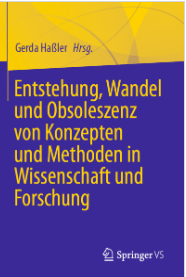 Gerda Haßler Hrsg.
Entstehung, Wandel
und Obsoleszenz
von Konzepten
und Methoden in
Wissenschaft und
Forschung
Springer VS